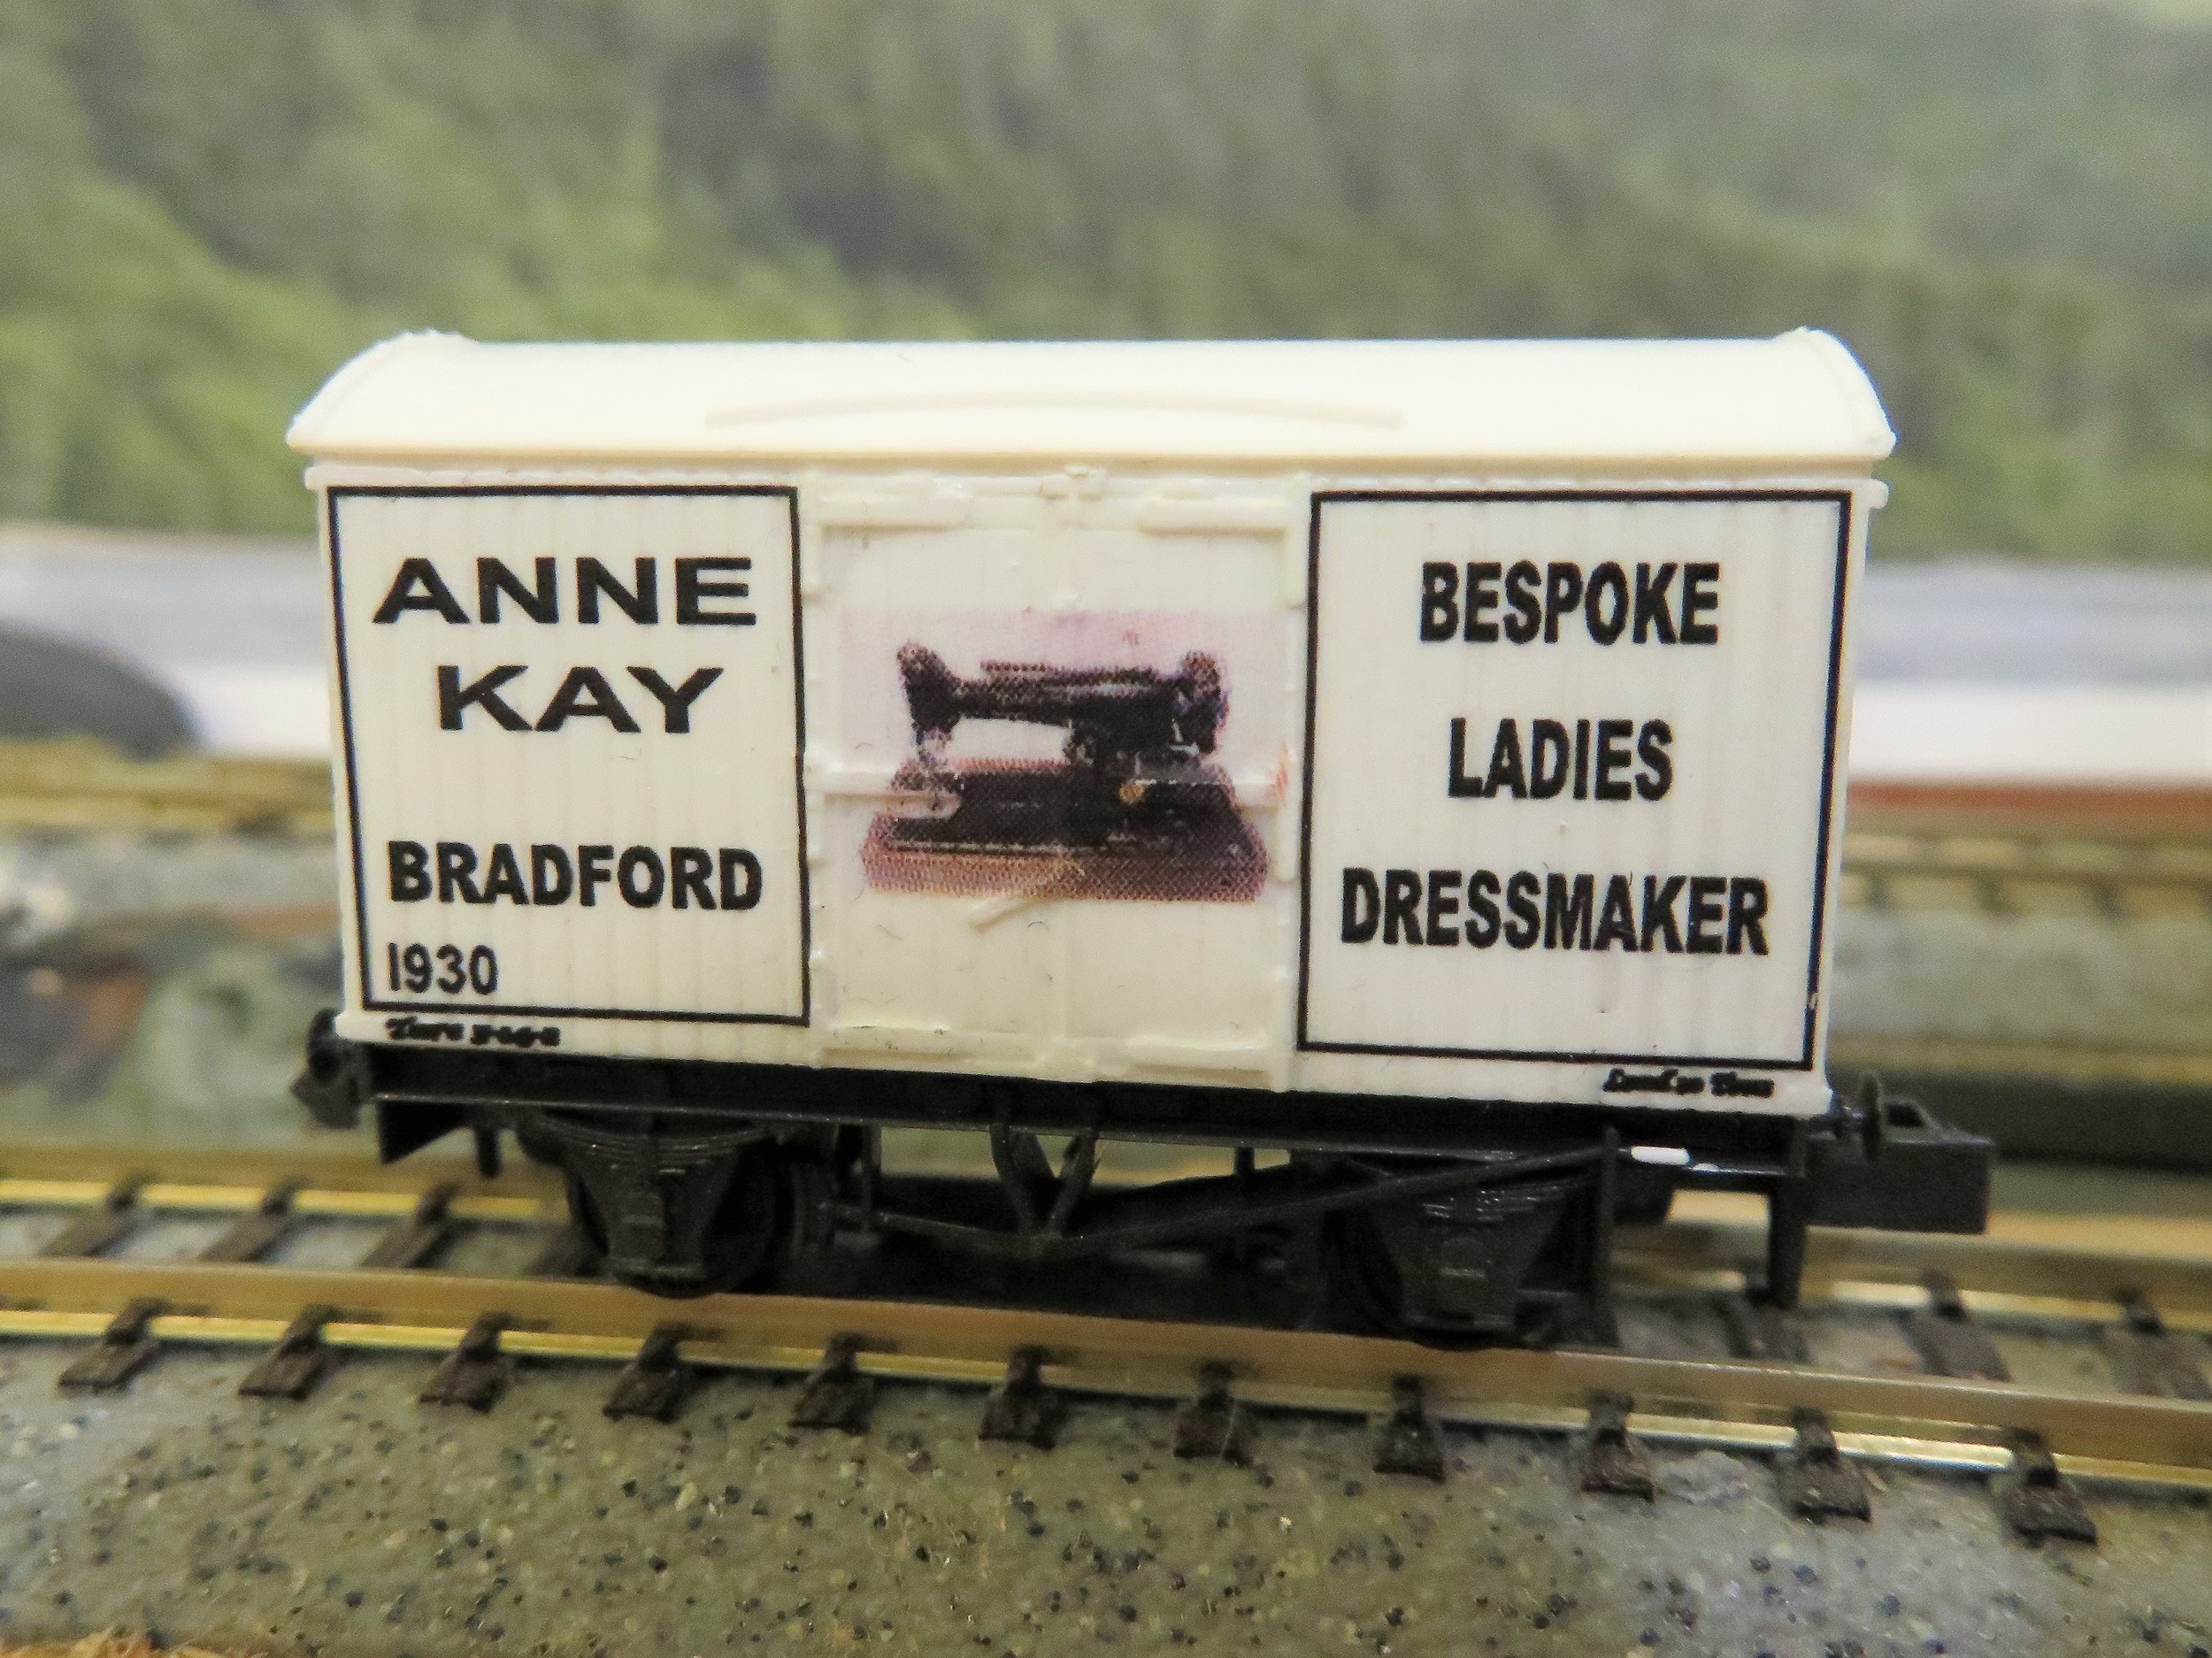 ANNE
KAY
BRADFORD
1930
BESPOKE
LADIES
DRESSMAKER